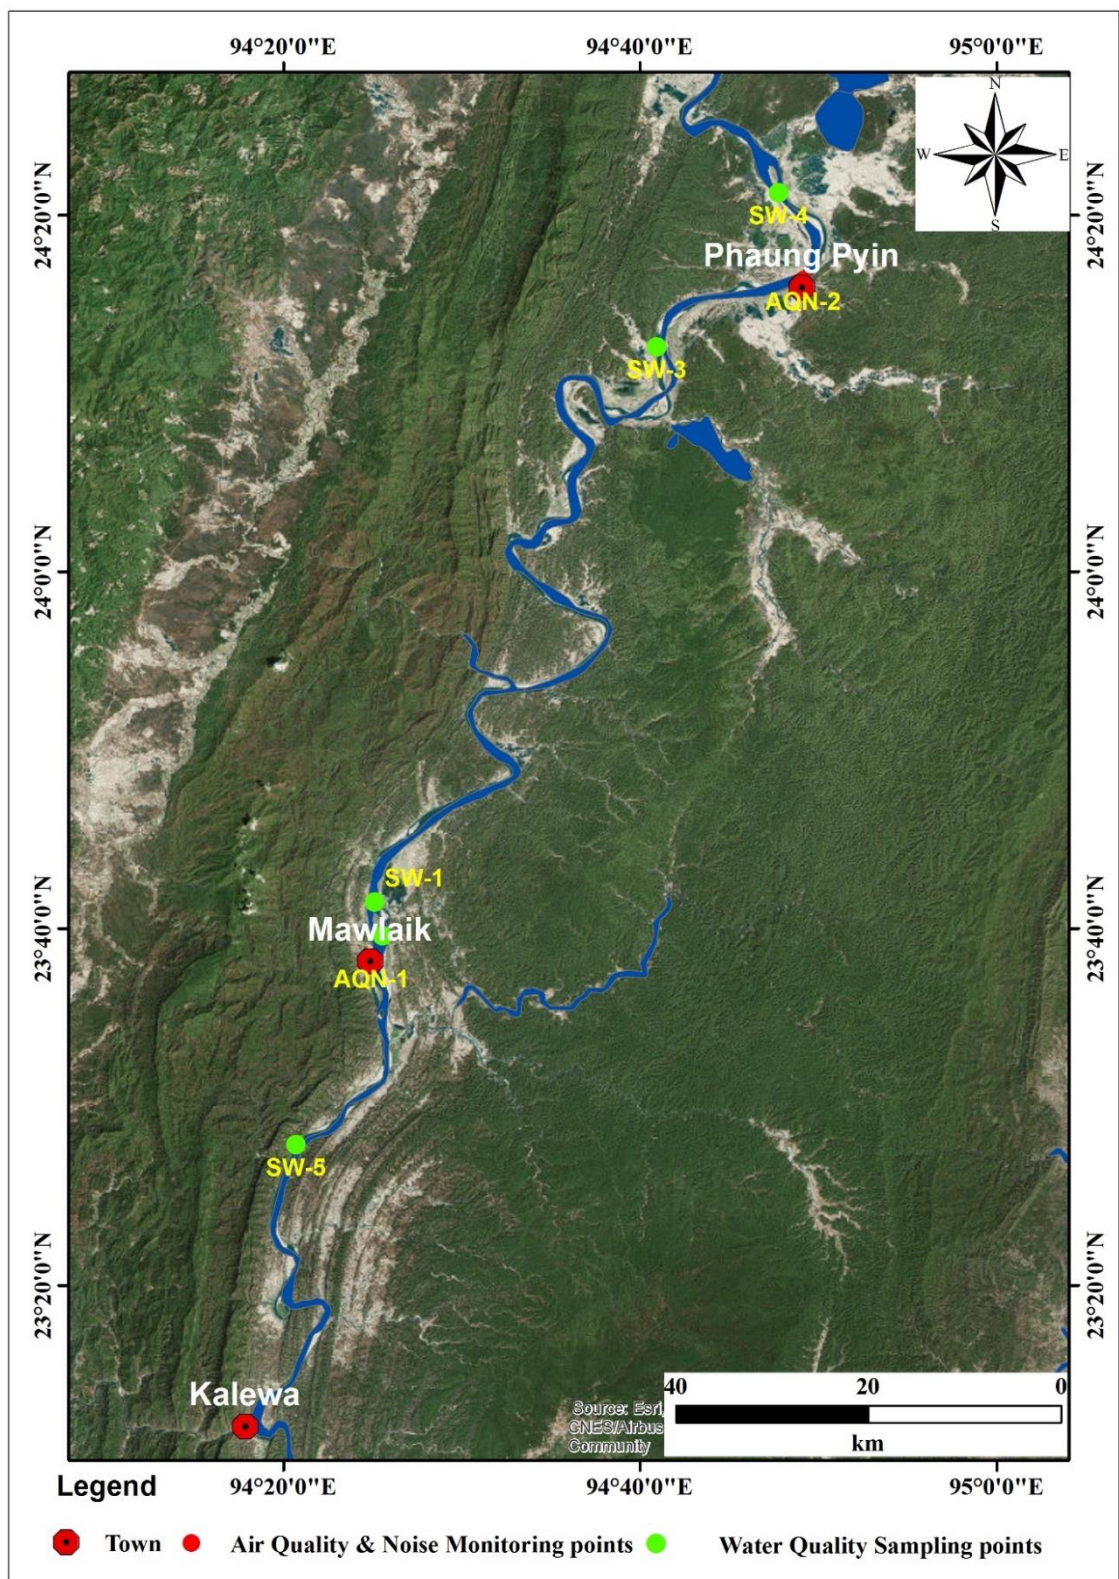 94°20'0"E 94°40'0"E 95°0'0"E
N
W E
S
24°20'0"N 24°20'0"N
SW-4
Phaung Pyin
AQN-2
SW-3
24°0'0"N 24°0'0"N
SW-1
Mawlaik
23°40'0"N 23°40'0"N
AQN-1
SW-5
23°20'0"N 23°20'0"N
Kalewa
40 20 0
km
Source: Esri,
CNES/Airbus
Community
94°20'0"E 94°40'0"E 95°0'0"E
Legend
Town Air Quality & Noise Monitoring points Water Quality Sampling points